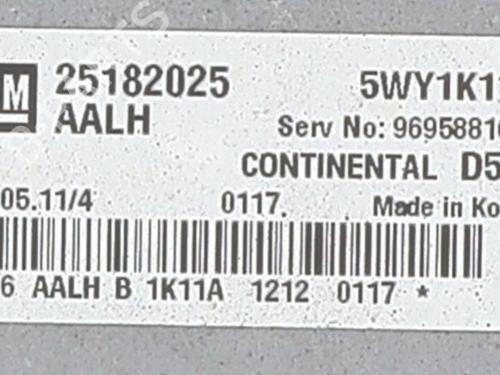 GM 25182025 5WY1K1
AALH Serv No: 9695881
CONTINENTAL D5
05.11/4 0117. Made in Ko
6 AALH B 1K11A 1212 0117 *